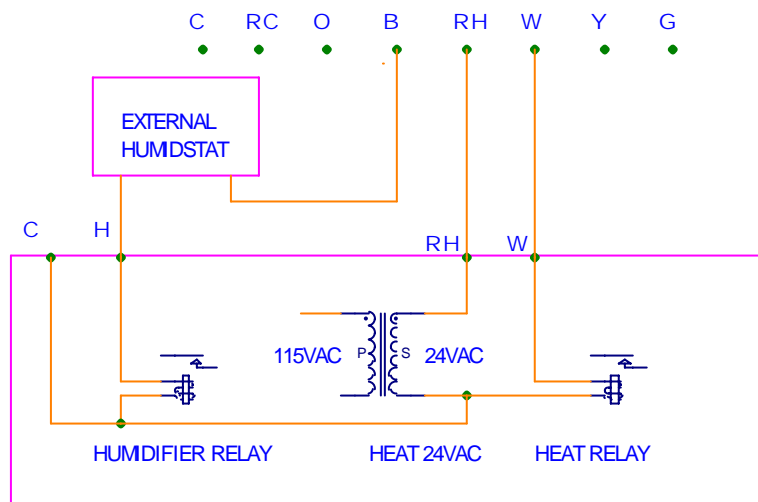 C RC O B RH W Y G
EXTERNAL
HUMIDSTAT
C H RH W
115VAC P S 24VAC
HUMIDIFIER RELAY HEAT 24VAC HEAT RELAY